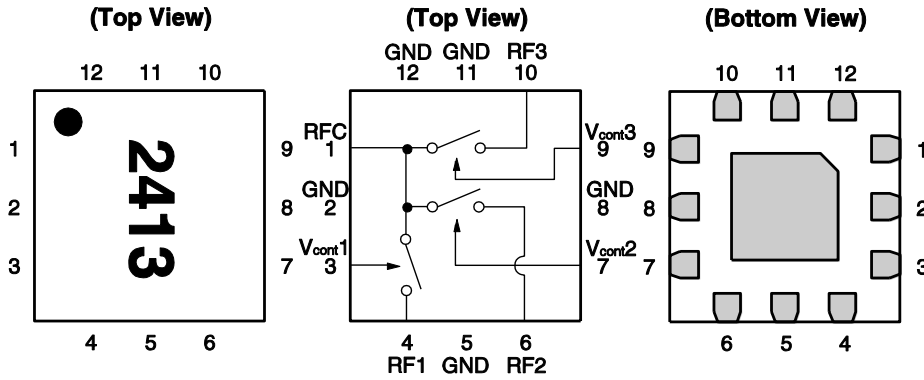 (Top View)
12 11 10
1
2
3
2413
9
8
7
4 5 6
(Top View)
GND GND RF3
12 11 10
RFC
1
GND
2
Vcont1
3
Vcont3
9
GND
8
Vcont2
7
4 5 6
RF1 GND RF2
(Bottom View)
10 11 12
9
8
7
1
2
3
6 5 4